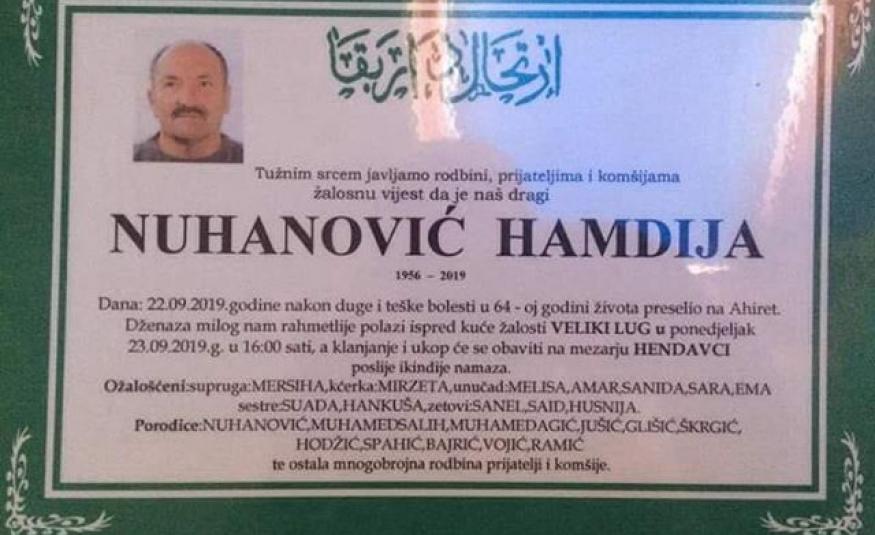 إرتحال إلى دار البقاء
Tužnim srcem javljamo rodbini, prijateljima i komšijama
žalosnu vijest da je naš dragi
NUHANOVIĆ HAMDIJA
1956 - 2019
Dana: 22.09.2019.godine nakon duge i teške bolesti u 64 - oj godini života preselio na Ahiret.
Dženaza milog nam rahmetlije polazi ispred kuće žalosti VELIKI LUG u ponedjeljak
23.09.2019.g. u 16:00 sati, a klanjanje i ukop će se obaviti na mezarju HENDAVCI
poslije ikindije namaza.
Ožalošćeni:supruga:MERSIHA,kćerka:MIRZETA,unučad:MELISA,AMAR,SANIDA,SARA,EMA
sestre:SUADA,HANKUŠA,zetovi:SANEL,SAID,HUSNIJA.
Porodice:NUHANOVIĆ,MUHAMEDSALIH,MUHAMEDAGIĆ,JUŠIĆ,GLIŠIĆ,ŠKRGIĆ,
HODŽIĆ,SPAHIĆ,BAJRIĆ,VOJIĆ,RAMIĆ
te ostala mnogobrojna rodbina prijatelji i komšije.